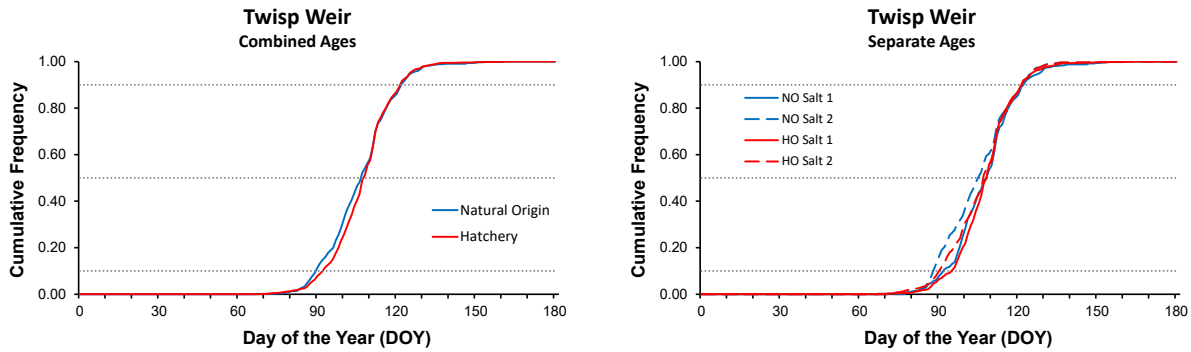 Twisp Weir
Combined Ages
1.00
0.80
0.60
0.40
0.20
0.00
Cumulative Frequency
Natural Origin
Hatchery
0 30 60 90 120 150 180
Day of the Year (DOY)
Twisp Weir
Separate Ages
1.00
0.80
0.60
0.40
0.20
0.00
Cumulative Frequency
NO Salt 1
NO Salt 2
HO Salt 1
HO Salt 2
0 30 60 90 120 150 180
Day of the Year (DOY)